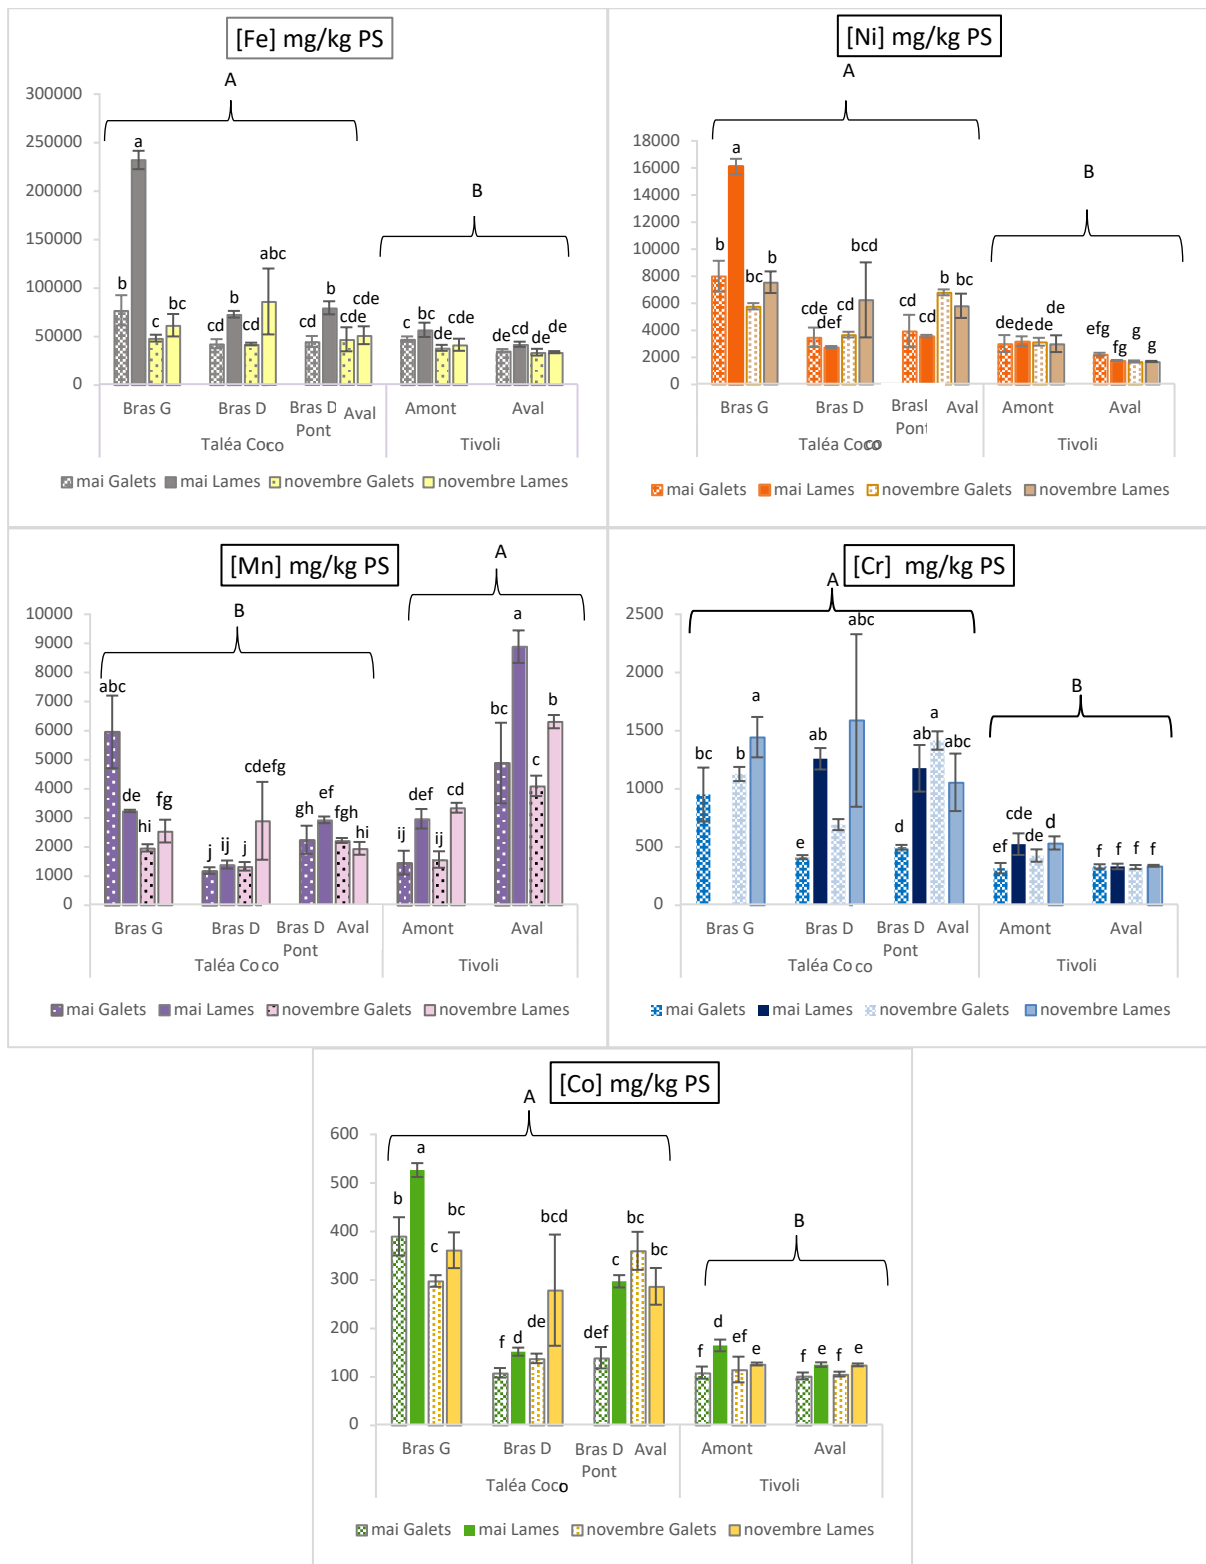 [Fe] mg/kg PS
A
300000
250000
200000
150000
100000
50000
0
a
B
b c bc
cd b cd abc
cd b cde cde
c bc de cde
de cd de de
Bras G Bras D Bras D Pont Aval Amont Aval
Taléa Coco Tivoli
mai Galets mai Lames novembre Galets novembre Lames
[Ni] mg/kg PS
A
18000
16000
14000
12000
10000
8000
6000
4000
2000
0
a
B
b bc b
cde def cd bcd
cd cd b bc
de de de de
efg fg g g
Bras G Bras D Bras Pont Aval Amont Aval
Taléa Coco Tivoli
mai Galets mai Lames novembre Galets novembre Lames
[Mn] mg/kg PS
A
B
10000
9000
8000
7000
6000
5000
4000
3000
2000
1000
0
abc de hi fg
j ij j cdefg
gh ef fgh hi
ij def ij cd
bc a c b
Bras G Bras D Bras D Pont Aval Amont Aval
Taléa Coco Tivoli
mai Galets mai Lames novembre Galets novembre Lames
[Cr] mg/kg PS
A
B
2500
2000
1500
1000
500
0
bc b a
e ab d abc
d ab a abc
ef cde de d
f f f f
Bras G Bras D Bras D Pont Aval Amont Aval
Taléa Coco Tivoli
mai Galets mai Lames novembre Galets novembre Lames
[Co] mg/kg PS
A
B
600
500
400
300
200
100
0
b a c bc
f d de bcd
def c bc bc
f d ef e
f e f e
Bras G Bras D Bras D Pont Aval Amont Aval
Taléa Coco Tivoli
mai Galets mai Lames novembre Galets novembre Lames